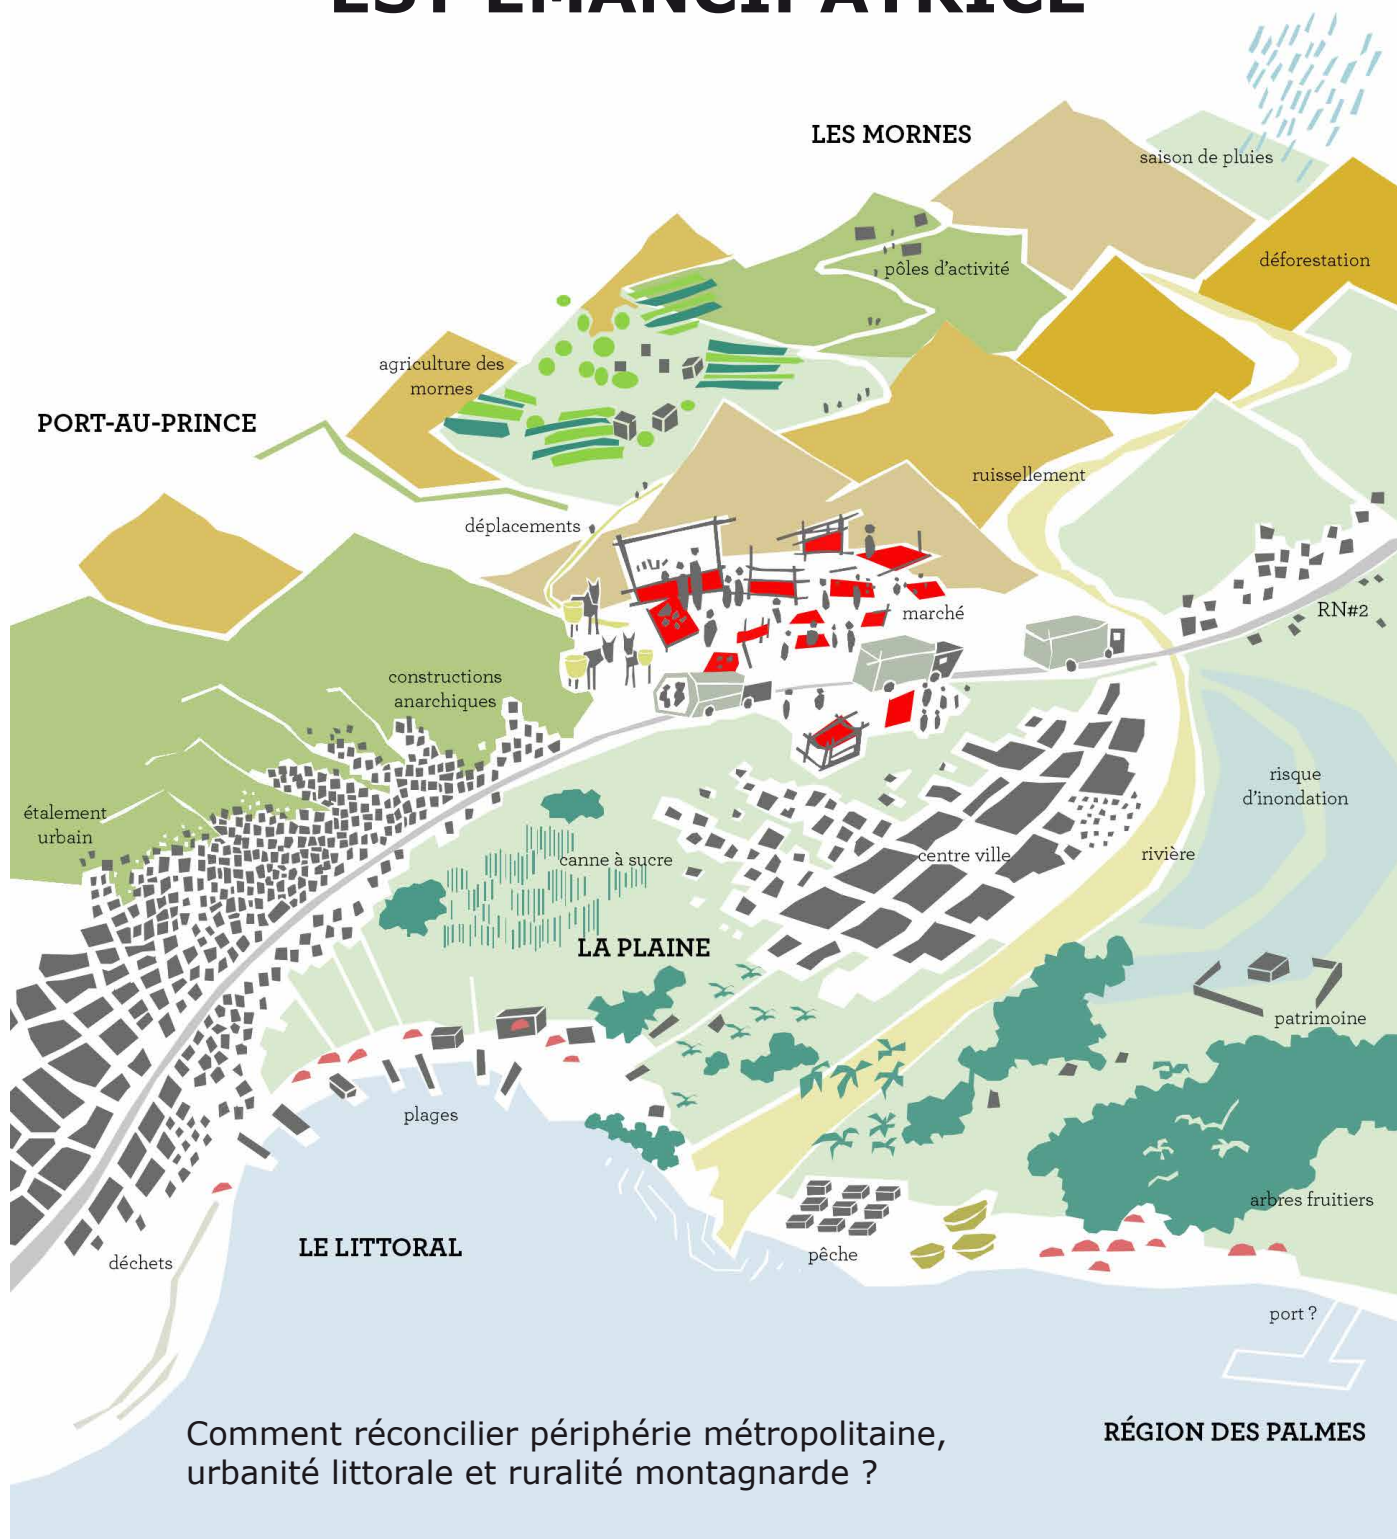 EST ÉMANCIPATRICE
LES MORNES
saison de pluies
déforestation
pôles d'activité
agriculture des
mornes
PORT-AU-PRINCE
ruissellement
déplacements
marché
RN#2
constructions
anarchiques
risque
d'inondation
étalement
urbain
canne à sucre
centre ville
rivière
LA PLAINE
patrimoine
plages
arbres fruitiers
LE LITTORAL
pêche
déchets
port ?
RÉGION DES PALMES
Comment réconcilier périphérie métropolitaine,
urbanité littorale et ruralité montagnarde ?